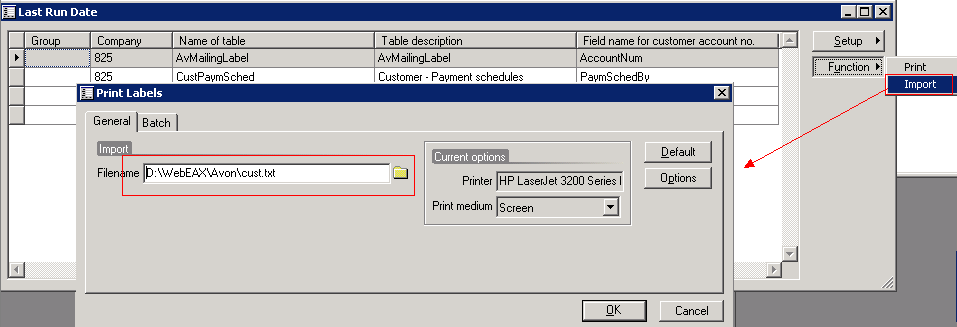 Last Run Date
Group Company Name of table Table description Field name for customer account no.
825 AvMailingLabel AvMailingLabel AccountNum
825 CustPaymSched Customer - Payment schedules PaymSchedBy
Setup
Function
Print
Import
Print Labels
General Batch
Import
Filename D:\WebEAX\Avon\cust.txt
Current options
Printer HP LaserJet 3200 Series
Print medium Screen
Default
Options
OK Cancel